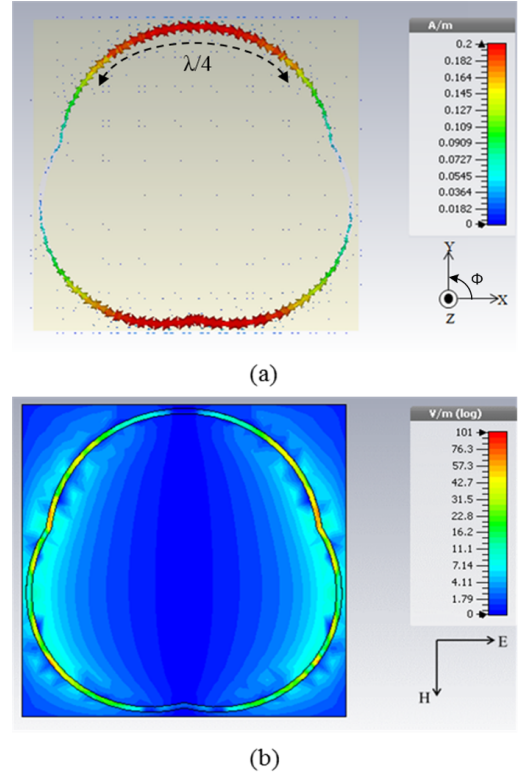 A/m
λ/4
0.2
0.182
0.164
0.145
0.127
0.109
0.0909
0.0727
0.0545
0.0364
0.0182
0
Y
Φ
X
Z
(a)
V/m (log)
101
76.3
57.3
42.7
31.5
22.8
16.2
11.1
7.14
4.11
1.79
0
E
H
(b)